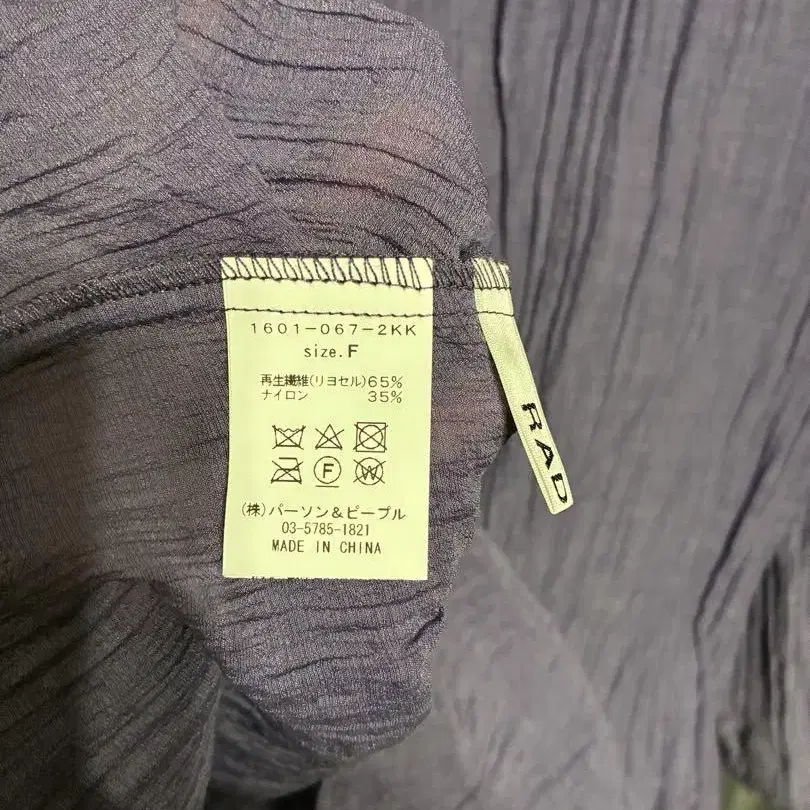 1601-067-2KK
size.F
再生繊維(リヨセル)65%
ナイロン 35%
F W
(株)パーソン&ピープル
03-5785-1821
MADE IN CHINA
RAD